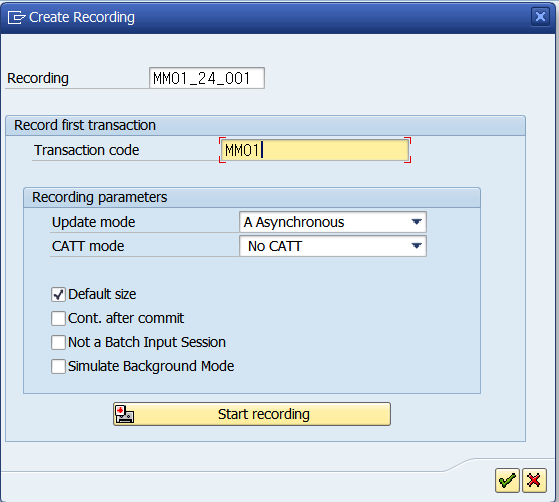 Create Recording
Recording MM01_24_001
Record first transaction
Transaction code MM01
Recording parameters
Update mode A Asynchronous
CATT mode No CATT
Default size
Cont. after commit
Not a Batch Input Session
Simulate Background Mode
Start recording